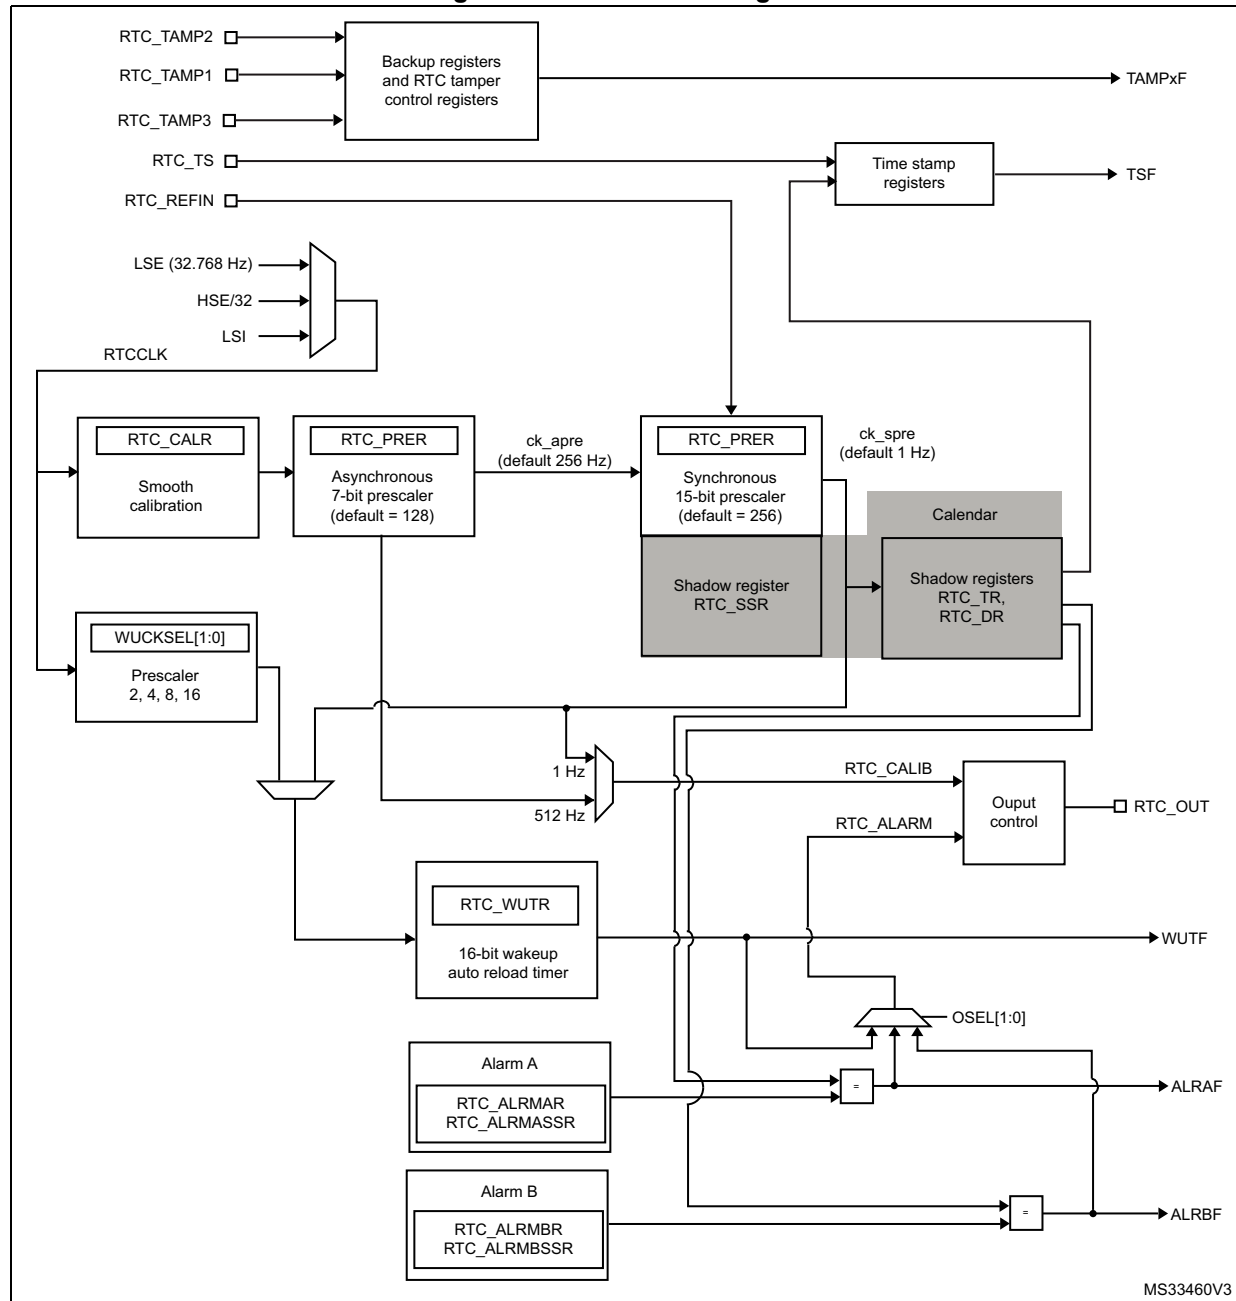 RTC_TAMP2
RTC_TAMP1
RTC_TAMP3
Backup registers
and RTC tamper
control registers
TAMPxF
RTC_TS
RTC_REFIN
Time stamp
registers
TSF
LSE (32.768 Hz)
HSE/32
LSI
RTCCLK
RTC_CALR
Smooth
calibration
RTC_PRER
Asynchronous
7-bit prescaler
(default = 128)
ck_apre
(default 256 Hz)
RTC_PRER
Synchronous
15-bit prescaler
(default = 256)
ck_spre
(default 1 Hz)
Calendar
Shadow register
RTC_SSR
Shadow registers
RTC_TR,
RTC_DR
WUCKSEL[1:0]
Prescaler
2, 4, 8, 16
1 Hz
512 Hz
RTC_CALIB
RTC_ALARM
Ouput
control
RTC_OUT
RTC_WUTR
16-bit wakeup
auto reload timer
WUTF
OSEL[1:0]
Alarm A
RTC_ALRMAR
RTC_ALRMASSR
=
ALRAF
Alarm B
RTC_ALRMBR
RTC_ALRMBSSR
=
ALRBF
MS33460V3